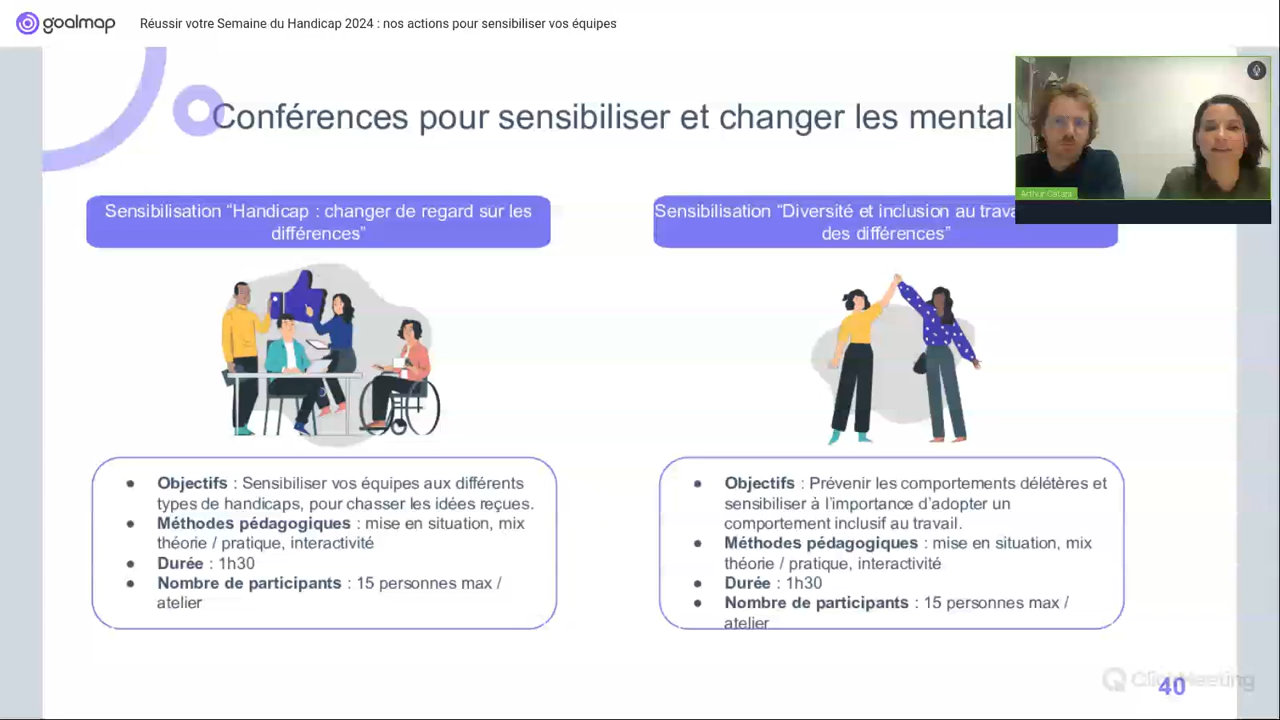 goalmap
Réussir votre Semaine du Handicap 2024 : nos actions pour sensibiliser vos équipes
Conférences pour sensibiliser et changer les mental
Sensibilisation “Handicap : changer de regard sur les
différences”
Sensibilisation “Diversité et inclusion au trava
des différences”
● Objectifs : Sensibiliser vos équipes aux différents
types de handicaps, pour chasser les idées reçues.
● Méthodes pédagogiques : mise en situation, mix
théorie / pratique, interactivité
● Durée : 1h30
● Nombre de participants : 15 personnes max /
atelier
● Objectifs : Prévenir les comportements délétères et
sensibiliser à l’importance d’adopter un
comportement inclusif au travail.
● Méthodes pédagogiques : mise en situation, mix
théorie / pratique, interactivité
● Durée : 1h30
● Nombre de participants : 15 personnes max /
atelier
ClickMeeting
40